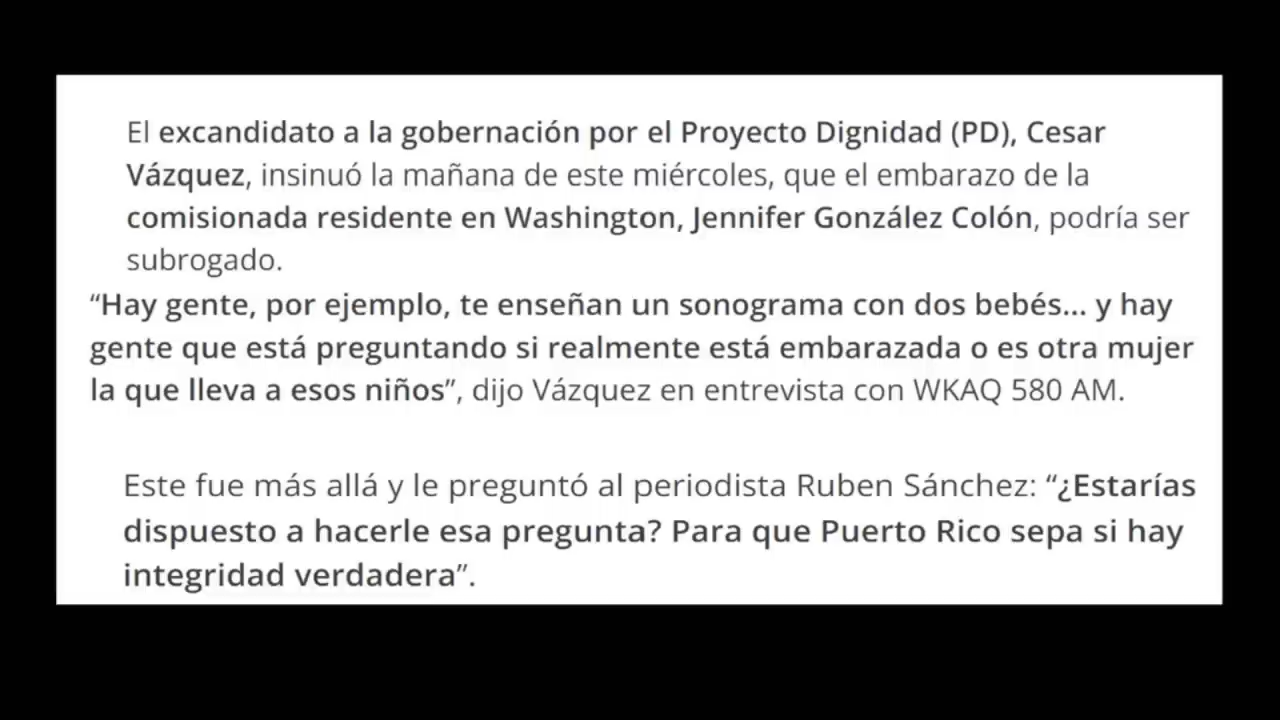 El excandidato a la gobernación por el Proyecto Dignidad (PD), Cesar
Vázquez, insinuó la mañana de este miércoles, que el embarazo de la
comisionada residente en Washington, Jennifer González Colón, podría ser
subrogado.
“Hay gente, por ejemplo, te enseñan un sonograma con dos bebés... y hay
gente que está preguntando si realmente está embarazada o es otra mujer
la que lleva a esos niños”, dijo Vázquez en entrevista con WKAQ 580 AM.
Este fue más allá y le preguntó al periodista Ruben Sánchez: “¿Estarías
dispuesto a hacerle esa pregunta? Para que Puerto Rico sepa si hay
integridad verdadera”.